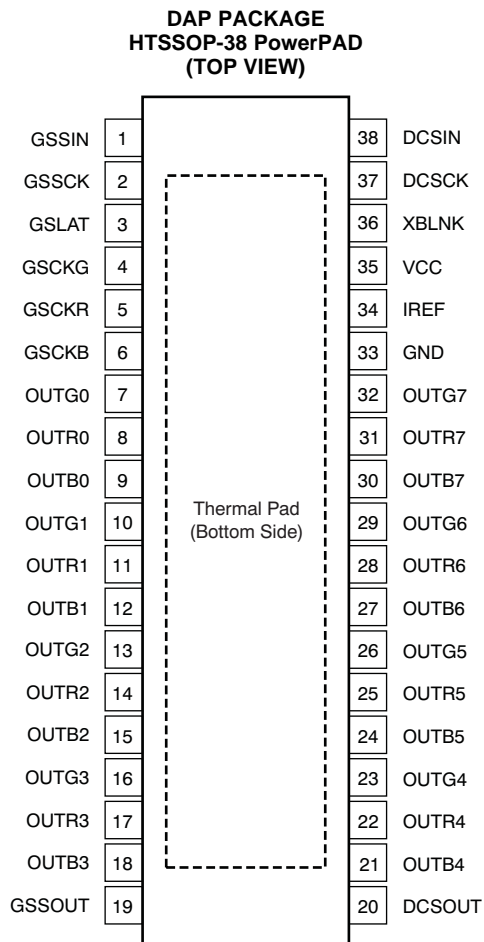 DAP PACKAGE
HTSSOP-38 PowerPAD
(TOP VIEW)
GSSIN 1 38 DCSIN
GSSCK 2 37 DCSCK
GSLAT 3 36 XBLNK
GSCKG 4 35 VCC
GSCKR 5 34 IREF
GSCKB 6 33 GND
OUTG0 7 32 OUTG7
OUTR0 8 31 OUTR7
OUTB0 9 30 OUTB7
OUTG1 10 29 OUTG6
OUTR1 11 28 OUTR6
OUTB1 12 27 OUTB6
OUTG2 13 26 OUTG5
OUTR2 14 25 OUTR5
OUTB2 15 24 OUTB5
OUTG3 16 23 OUTG4
OUTR3 17 22 OUTR4
OUTB3 18 21 OUTB4
GSSOUT 19 20 DCSOUT
Thermal Pad
(Bottom Side)